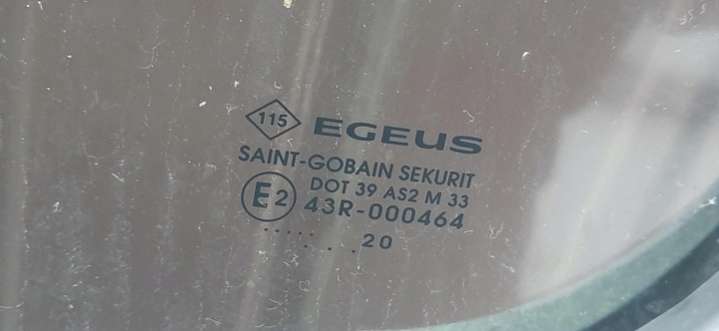 115 EGEUS
SAINT-GOBAIN SEKURIT
DOT 39 AS2 M 33
E2 43R-000464
...... 20